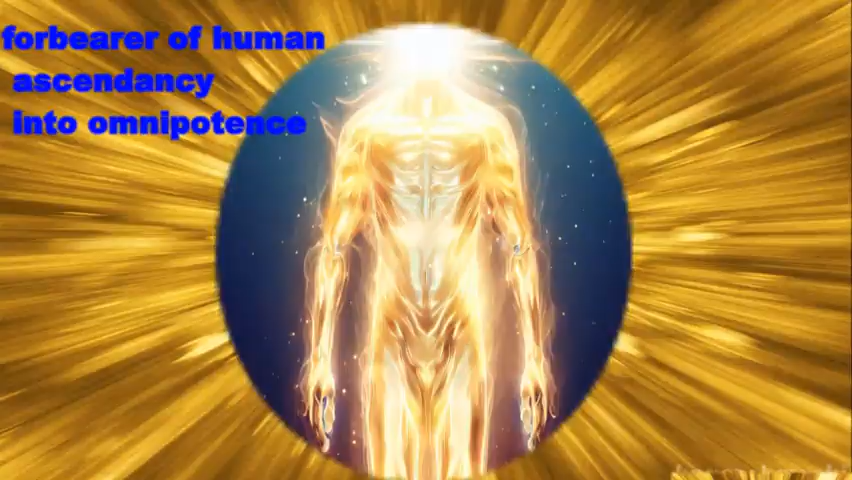 forbearer of human
ascendancy
into omnipotence